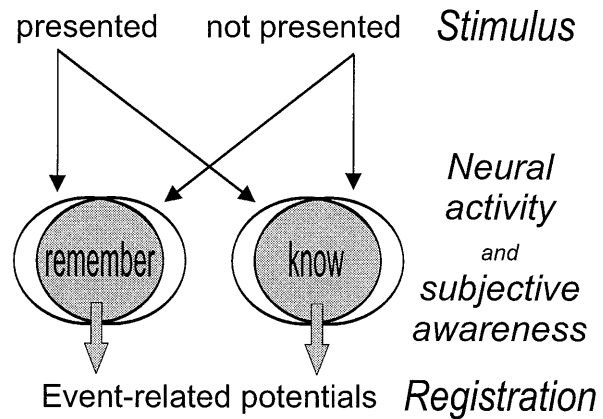 presented not presented Stimulus
Neural
activity
and
subjective
awareness
remember know
Event-related potentials Registration